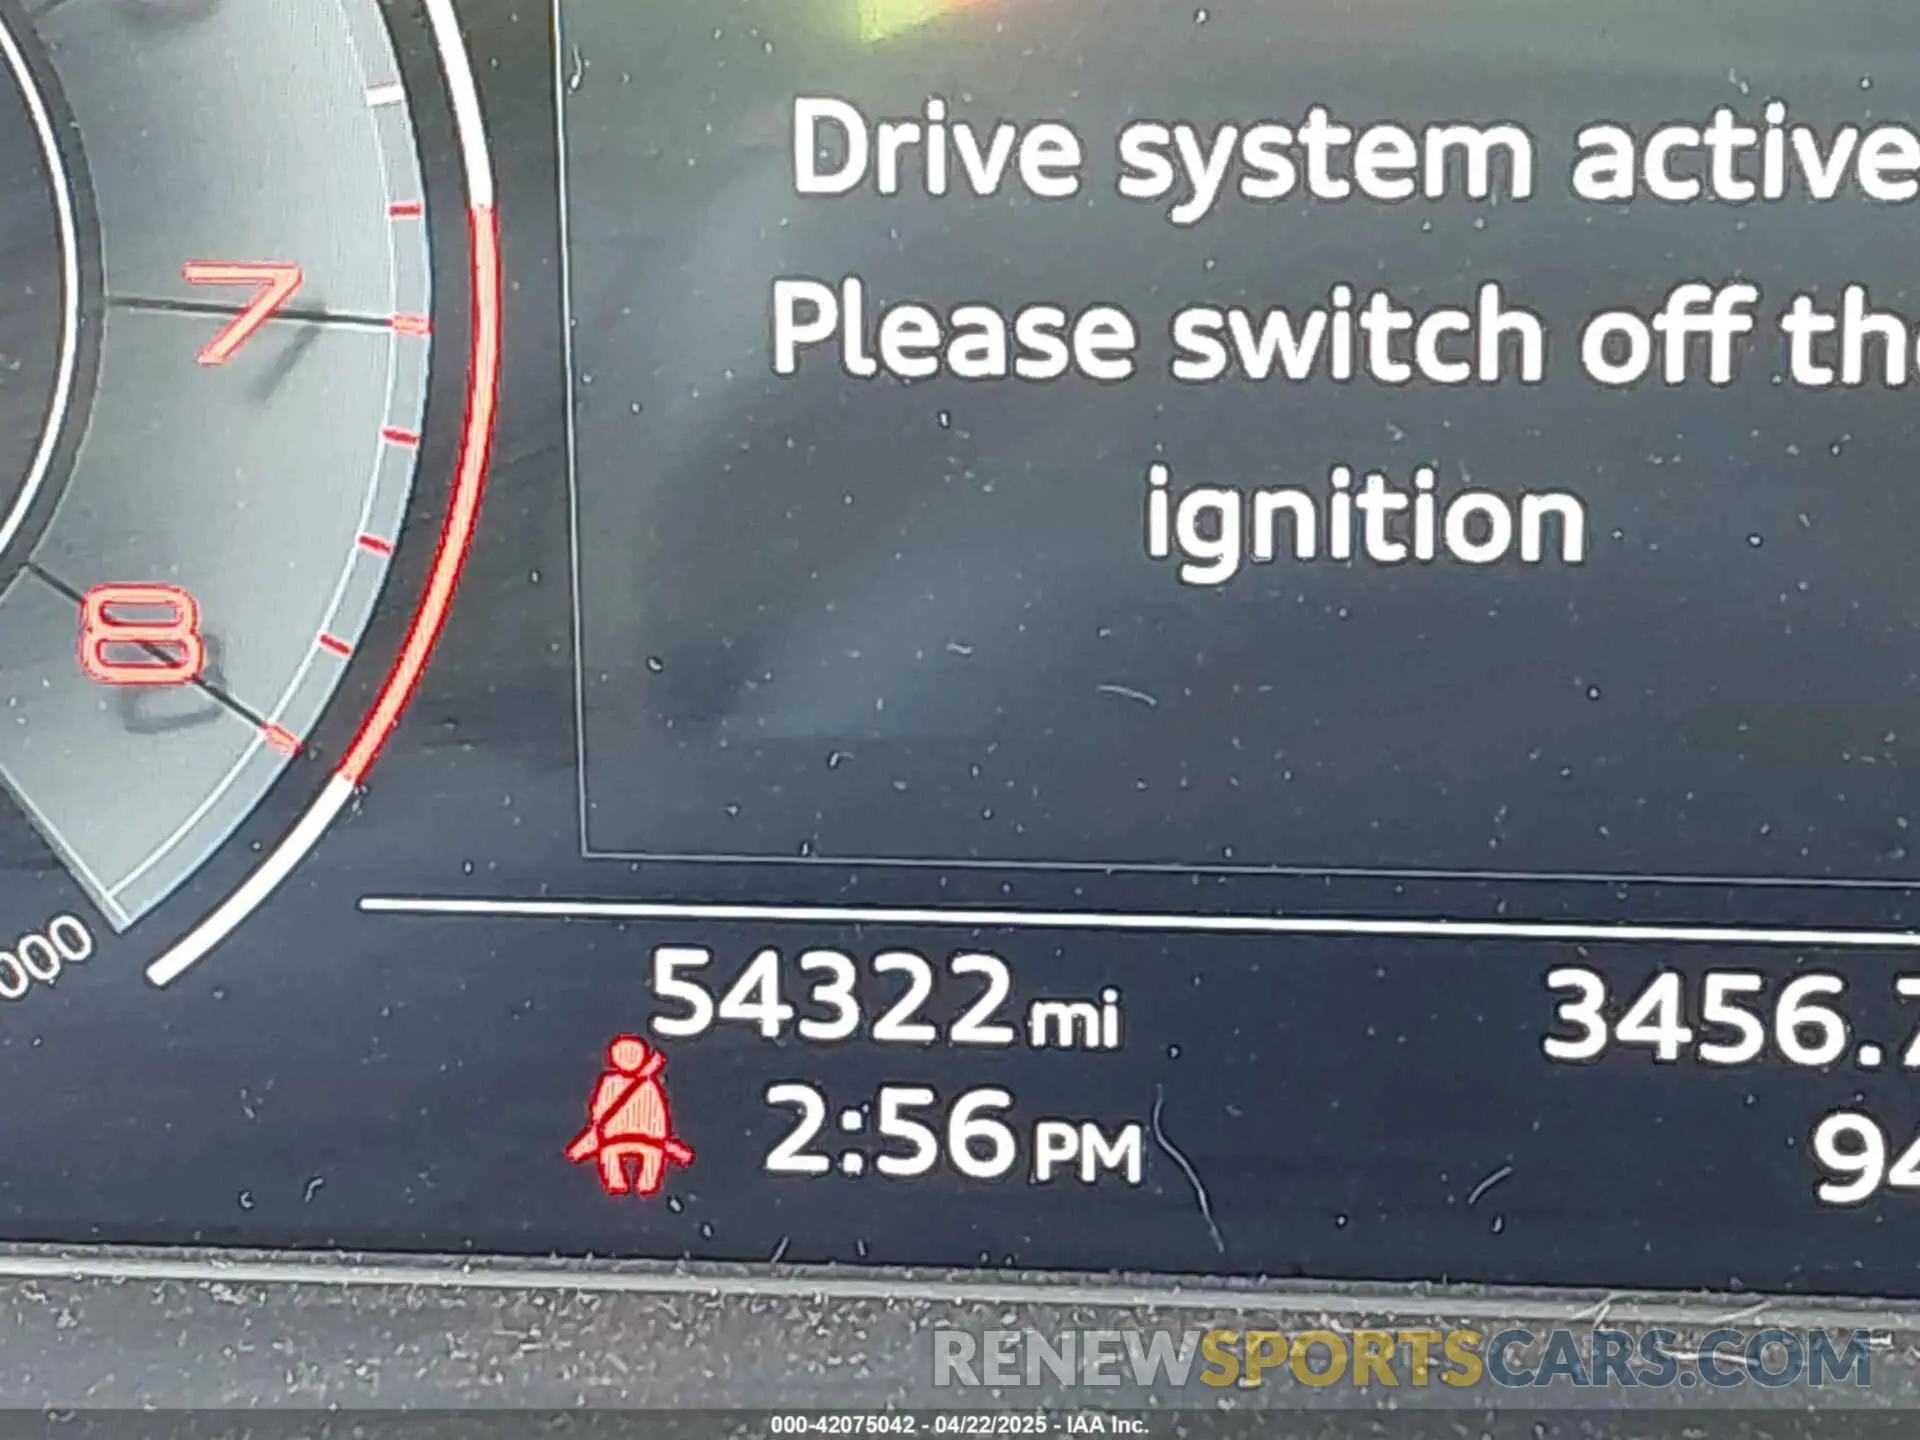 Drive system active
Please switch off the
ignition
7
8
000
54322 mi
3456.7
2:56 PM
94
RENEWSPORTSCARS.COM
000-42075042 - 04/22/2025 - IAA Inc.